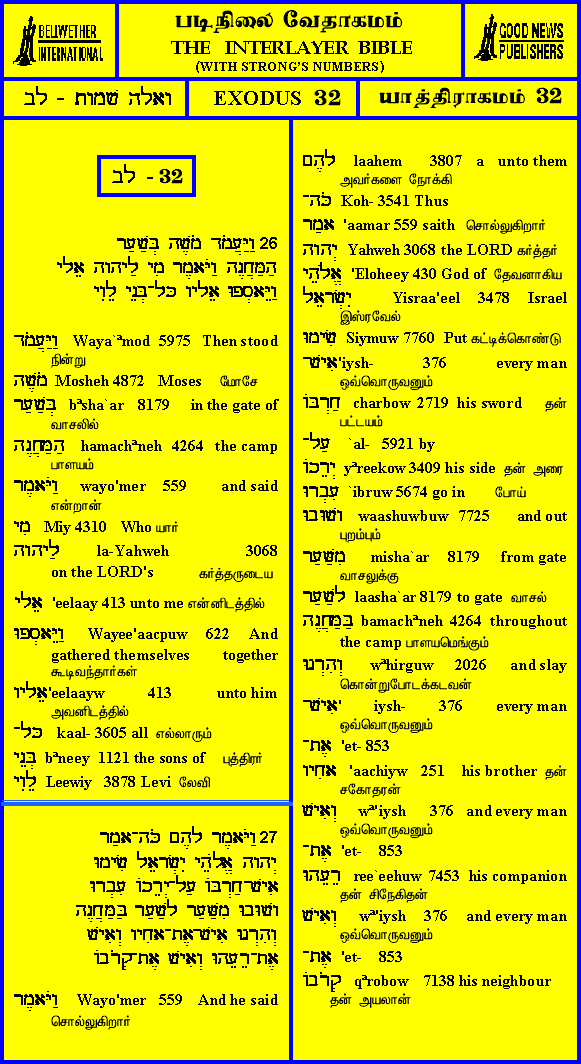 BELLWETHER
INTERNATIONAL
படிநிலை வேதாகமம்
THE INTERLAYER BIBLE
(WITH STRONG'S NUMBERS)
GOOD NEWS
PUBLISHERS
ואלה שמות - לב
EXODUS 32
யாத்திராகமம் 32
לב - 32
26 וַיַּעֲמֹד מֹשֶׁה בְּשַׁעַר
הַמַּחֲנֶה וַיֹּאמֶר מִי לַיהוה אֵלָי
וַיֵּאָסְפוּ אֵלָיו כָּל־בְּנֵי לֵוִי
וַיַּעֲמֹד Waya`ªmod 5975 Then stood
நின்று
מֹשֶׁה Mosheh 4872 Moses மோசே
בְּשַׁעַר bªsha`ar 8179 in the gate of
வாசலில்
הַמַּחֲנֶה hamachªneh 4264 the camp
பாளயம்
וַיֹּאמֶר wayo'mer 559 and said
என்றான்
מִי Miy 4310 Who யார்
לַיהוה la-Yahweh 3068
on the LORD's கர்த்தருடைய
אֵלָי 'eelaay 413 unto me என்னிடத்தில்
וַיֵּאָסְפוּ Wayee'aacpuw 622 And
gathered themselves together
கூடிவந்தார்கள்
אֵלָיו 'eelaayw 413 unto him
அவனிடத்தில்
כָּל־ kaal- 3605 all எல்லாரும்
בְּנֵי bªneey 1121 the sons of புத்திரர்
לֵוִי Leewiy 3878 Levi லேவி
27 וַיֹּאמֶר לָהֶם כֹּה־אָמַר
יְהוה אֱלֹהֵי יִשְׂרָאֵל שִׂימוּ
אִישׁ־חַרְבּוֹ עַל־יְרֵכוֹ עִבְרוּ
וָשׁוּבוּ מִשַּׁעַר לָשַׁעַר בַּמַּחֲנֶה
וְהִרְגוּ אִישׁ־אֶת־אָחִיו וְאִישׁ
אֶת־רֵעֵהוּ וְאִישׁ אֶת־קְרֹבוֹ
וַיֹּאמֶר Wayo'mer 559 And he said
சொல்லுகிறார்
לָהֶם laahem 3807 a unto them
அவர்களை நோக்கி
כֹּה־ Koh- 3541 Thus
אָמַר 'aamar 559 saith சொல்லுகிறார்
יְהוה Yahweh 3068 the LORD கர்த்தர்
אֱלֹהֵי 'Eloheey 430 God of தேவனாகிய
יִשְׂרָאֵל Yisraa'eel 3478 Israel
இஸ்ரவேல்
שִׂימוּ Siymuw 7760 Put கட்டிக்கொண்டு
אִישׁ־ 'iysh- 376 every man
ஒவ்வொருவனும்
חַרְבּוֹ charbow 2719 his sword தன்
பட்டயம்
עַל־ `al- 5921 by
יְרֵכוֹ yªreekow 3409 his side தன் அரை
עִבְרוּ `ibruw 5674 go in போய்
וָשׁוּבוּ waashuwbuw 7725 and out
புறம்பும்
מִשַּׁעַר misha`ar 8179 from gate
வாசலுக்கு
לָשַׁעַר laasha`ar 8179 to gate வாசல்
בַּמַּחֲנֶה bamachªneh 4264 throughout
the camp பாளயமெங்கும்
וְהִרְגוּ wªhirguw 2026 and slay
கொன்றுபோடக்கடவன்
אִישׁ־ 'iysh- 376 every man
ஒவ்வொருவனும்
אֶת־ 'et- 853
אָחִיו 'aachiyw 251 his brother தன்
சகோதரன்
וְאִישׁ wª'iysh 376 and every man
ஒவ்வொருவனும்
אֶת־ 'et- 853
רֵעֵהוּ ree`eehuw 7453 his companion
தன் சிநேகிதன்
וְאִישׁ wª'iysh 376 and every man
ஒவ்வொருவனும்
אֶת־ 'et- 853
קְרֹבוֹ qªrobow 7138 his neighbour
தன் அயலான்